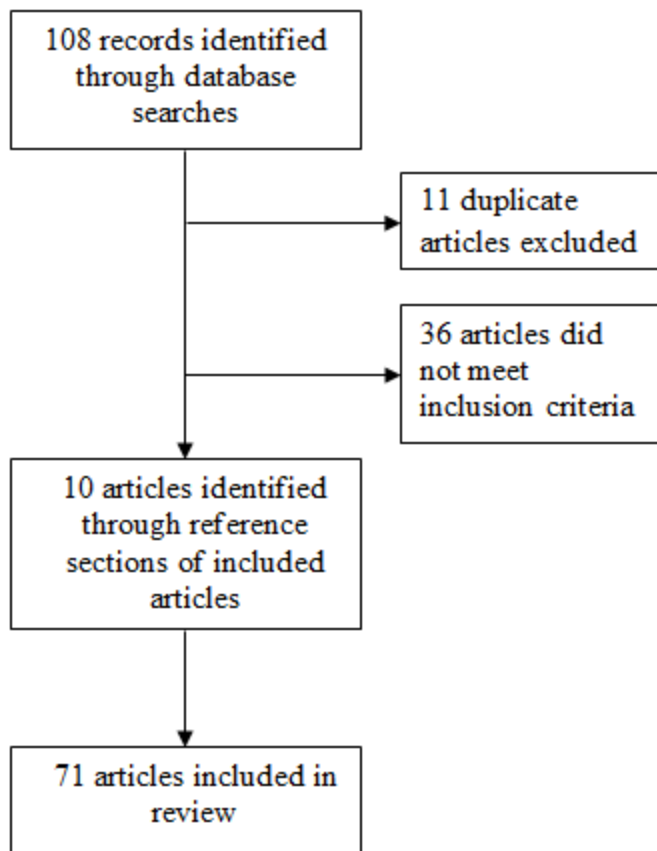 108 records identified
through database
searches
11 duplicate
articles excluded
36 articles did
not meet
inclusion criteria
10 articles identified
through reference
sections of included
articles
71 articles included in
review